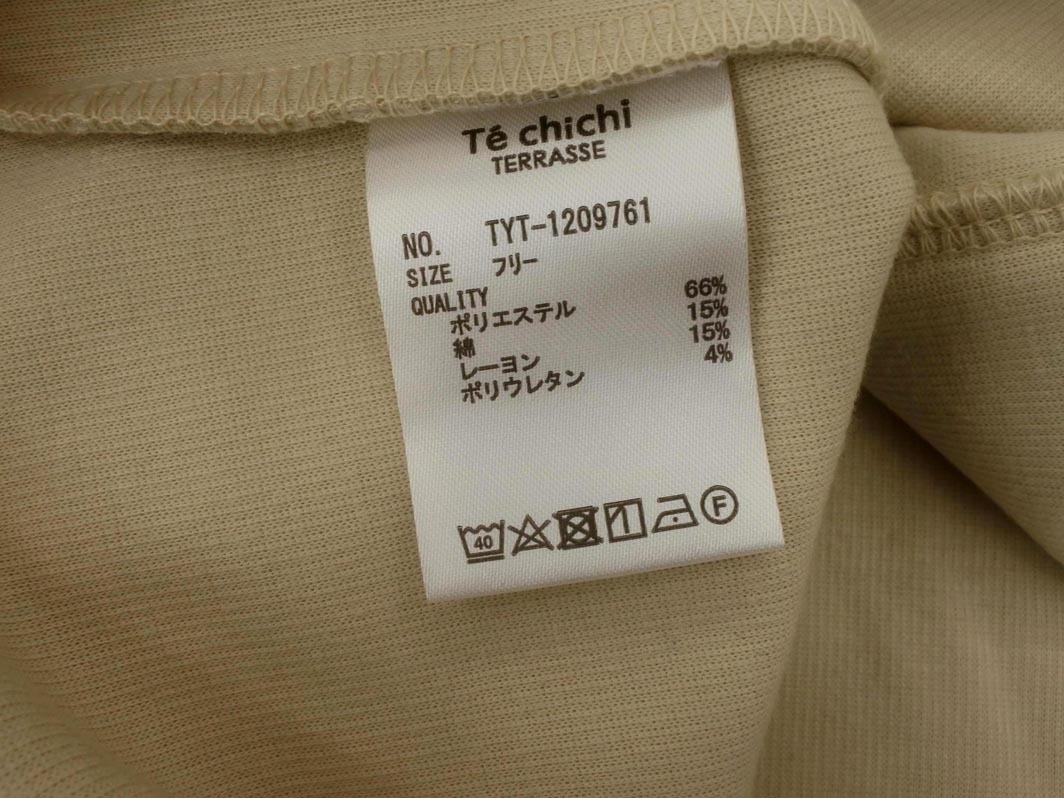 Té chichi
TERRASSE
NO. TYT-1209761
SIZE フリー
QUALITY
ポリエステル 66%
綿 15%
レーヨン 15%
ポリウレタン 4%
40 F